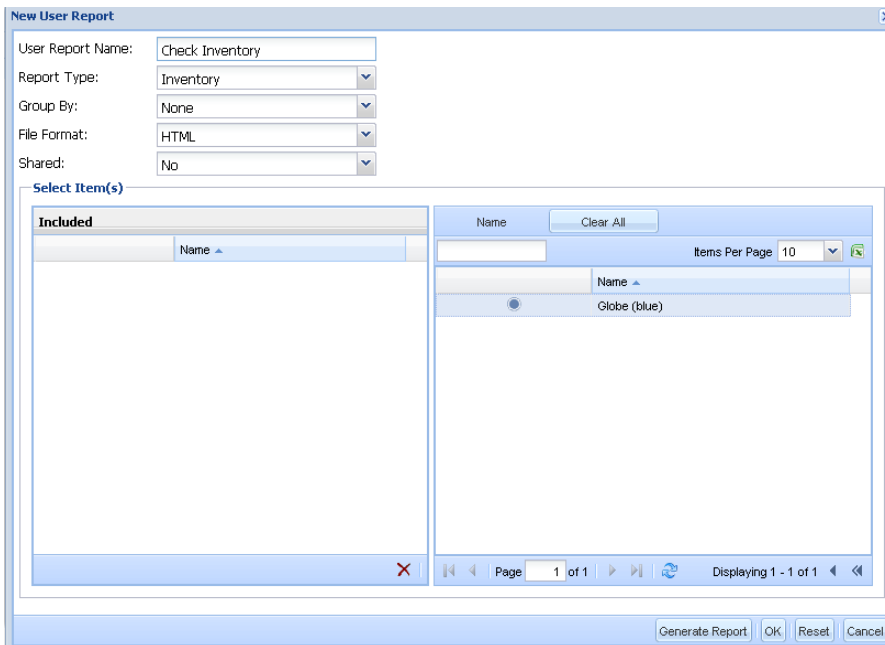 New User Report
User Report Name: Check Inventory
Report Type: Inventory
Group By: None
File Format: HTML
Shared: No
Select Item(s)
Included
Name
Name Clear All
Items Per Page 10
Name
Globe (blue)
Page 1 of 1 Displaying 1 - 1 of 1
Generate Report OK Reset Cancel